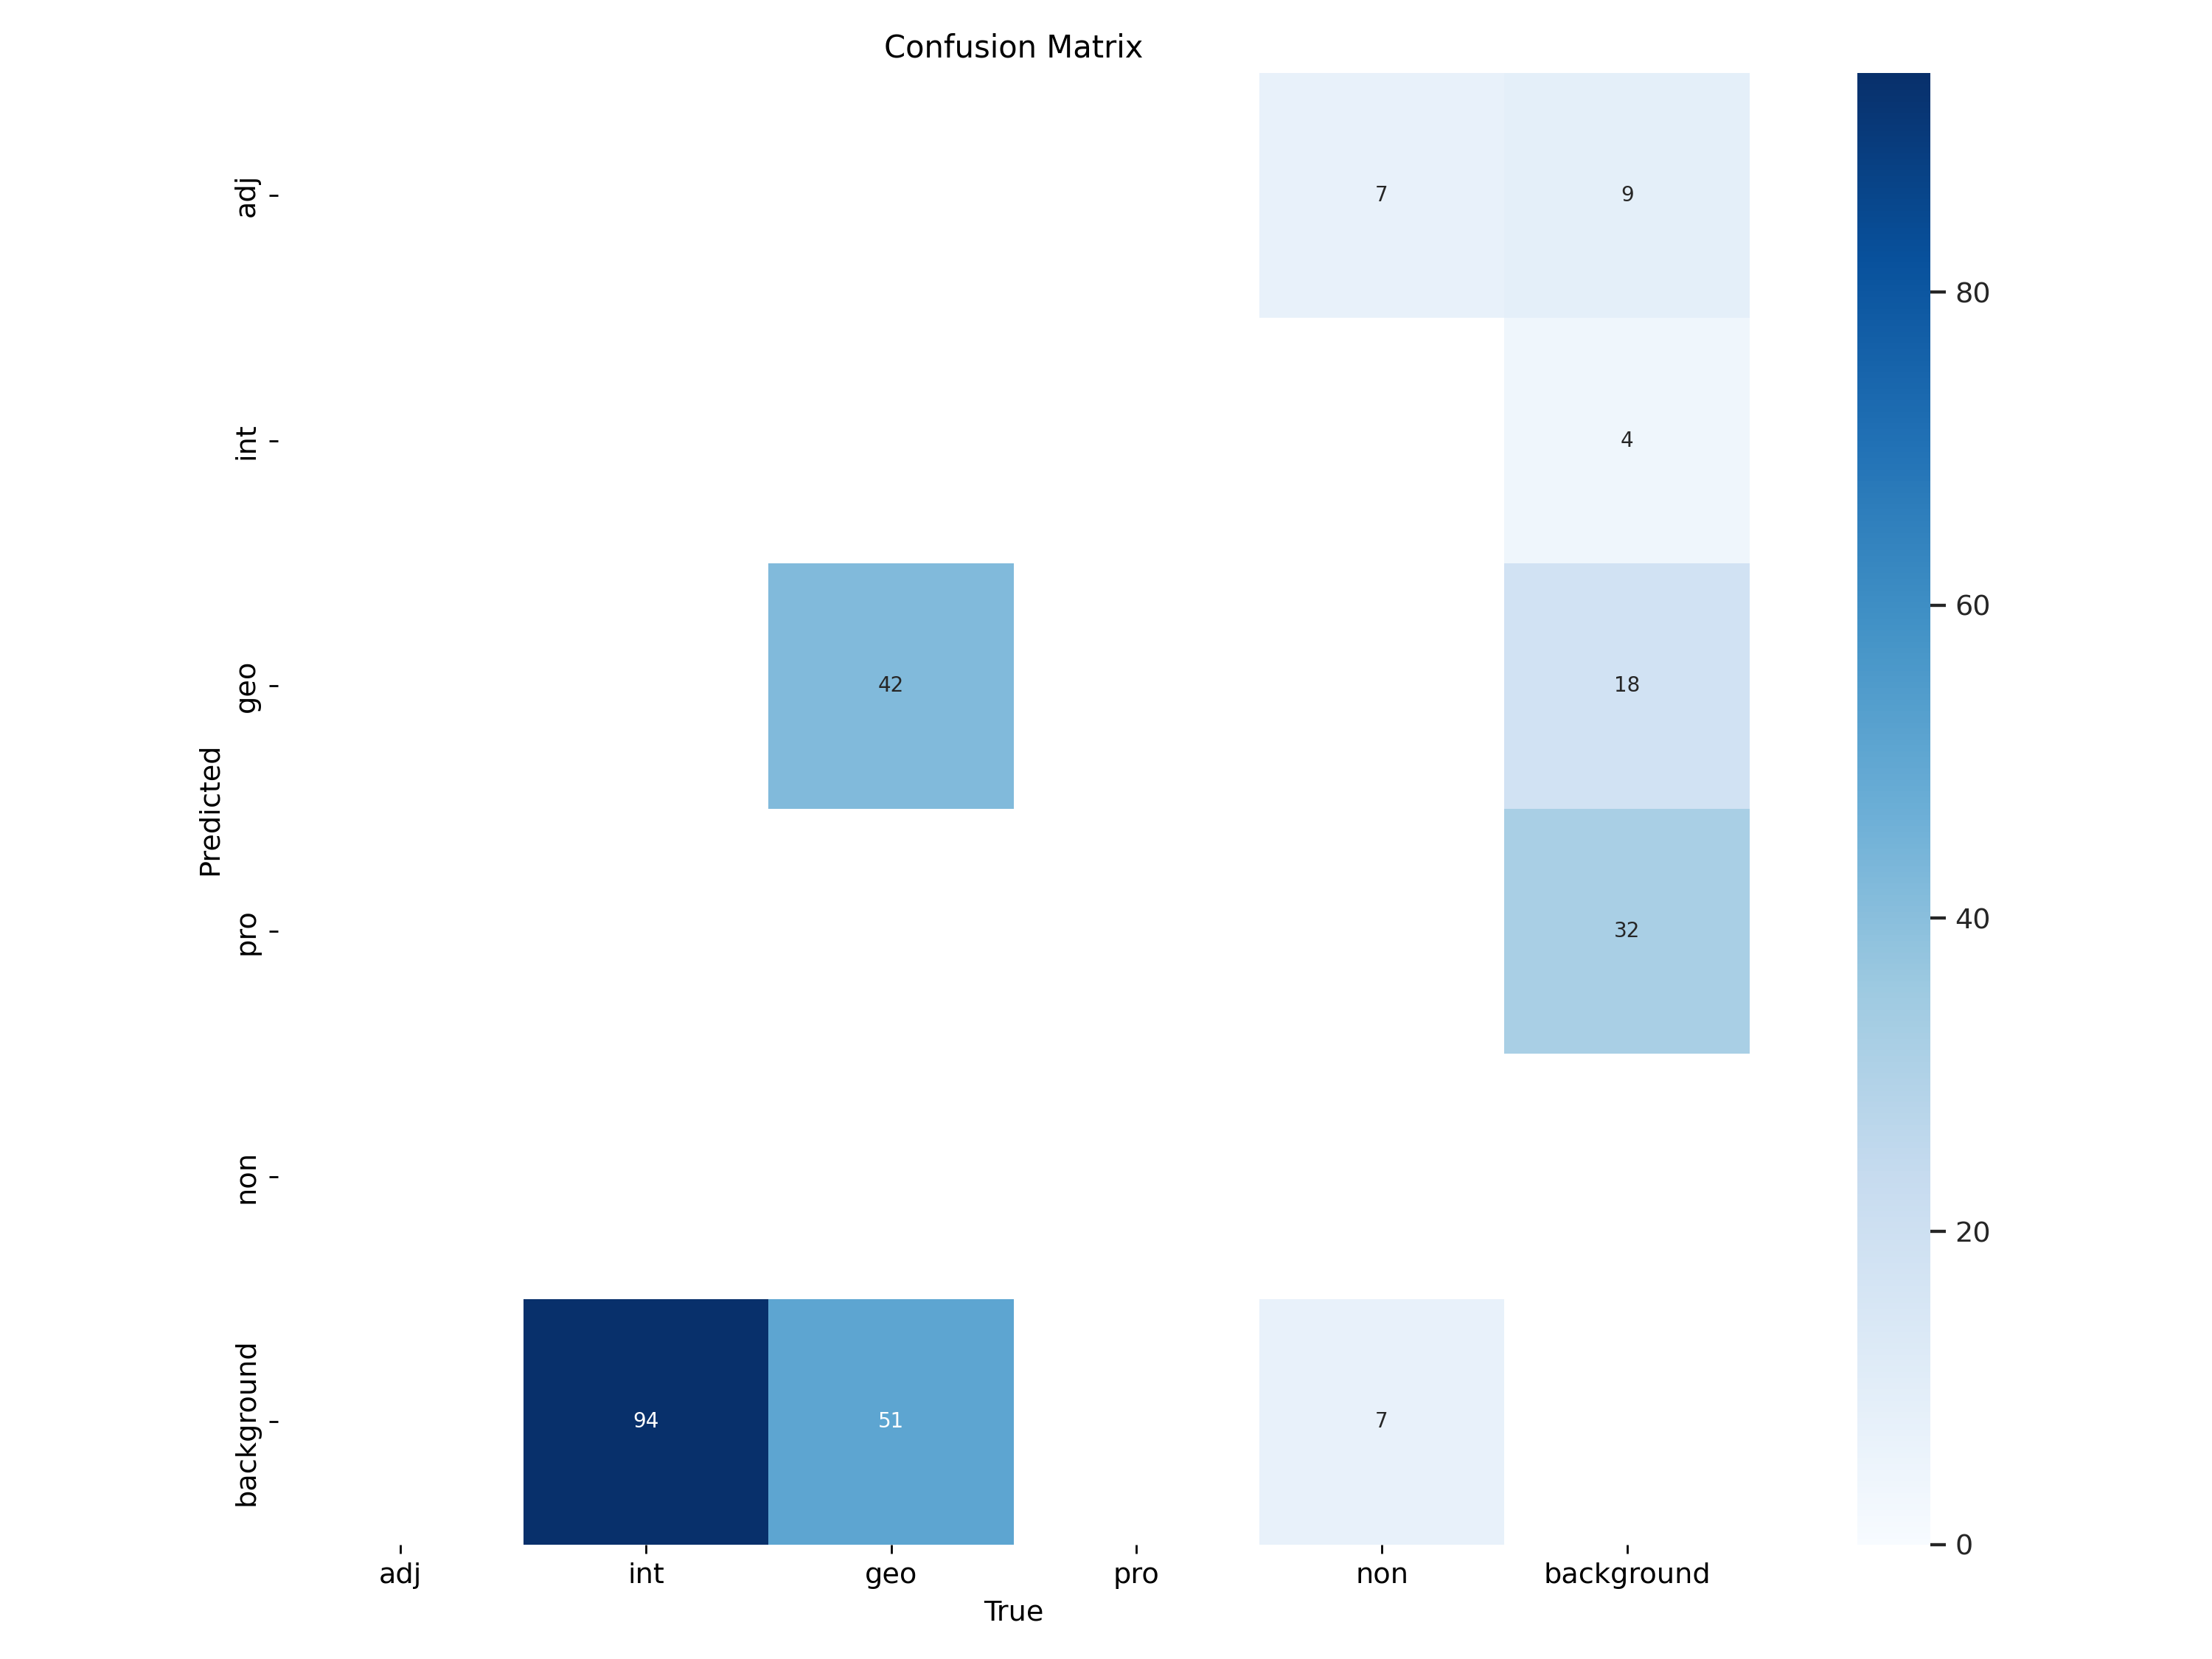 Confusion Matrix
adj
7
9
80
int
4
60
geo
42
18
Predicted
pro
32
40
non
20
background
94
51
7
0
adj
int
geo
pro
non
background
True